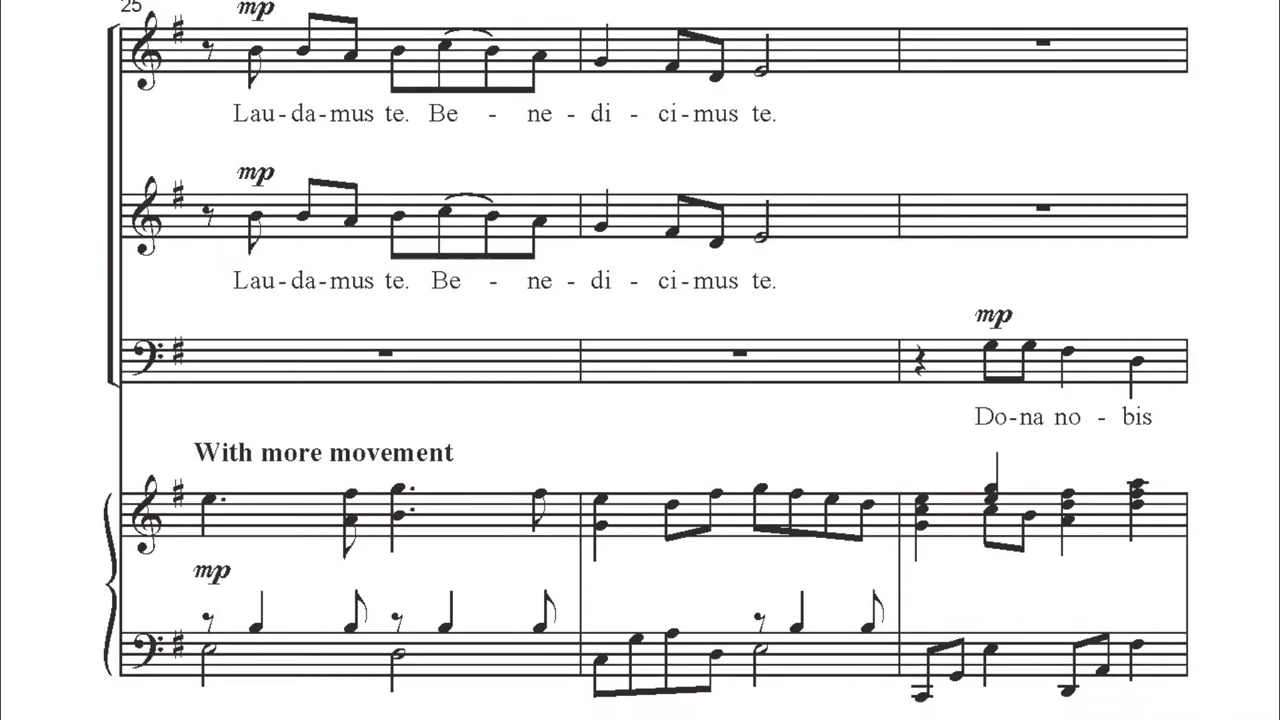 25
mp
Lau-da-mus te. Be - ne - di - ci-mus te.
mp
Lau-da-mus te. Be - ne - di - ci-mus te.
mp
Do-na no - bis
With more movement
mp